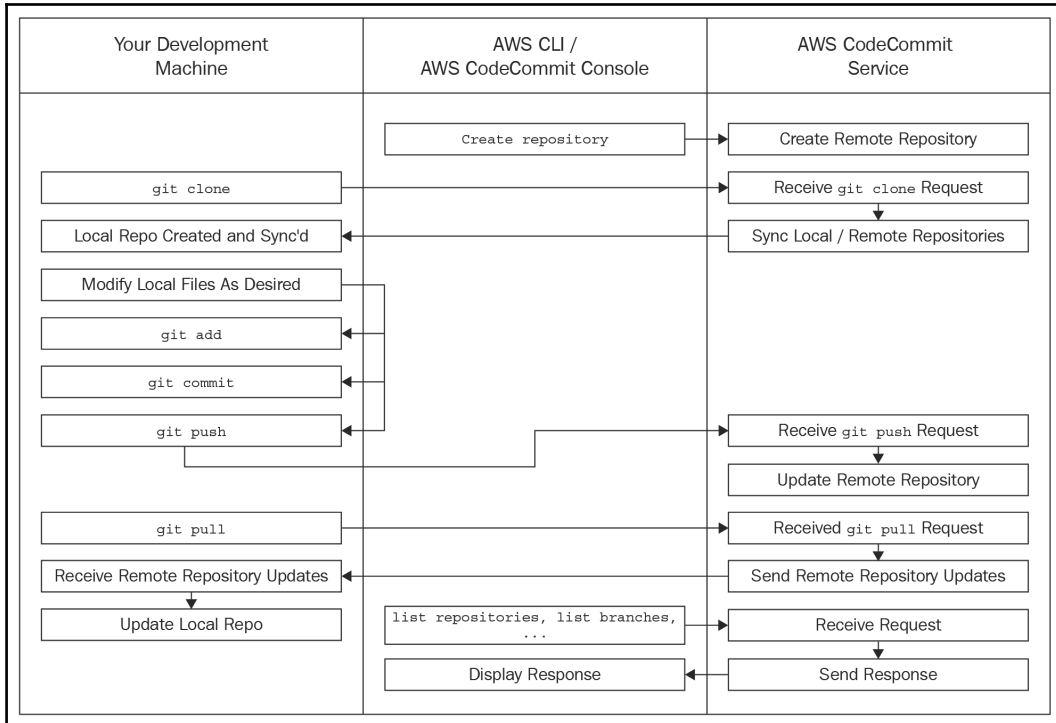 Your Development
Machine
AWS CLI /
AWS CodeCommit Console
AWS CodeCommit
Service
Create repository
Create Remote Repository
git clone
Receive git clone Request
Local Repo Created and Sync'd
Sync Local / Remote Repositories
Modify Local Files As Desired
git add
git commit
git push
Receive git push Request
Update Remote Repository
git pull
Received git pull Request
Receive Remote Repository Updates
Send Remote Repository Updates
Update Local Repo
list repositories, list branches,
...
Receive Request
Display Response
Send Response